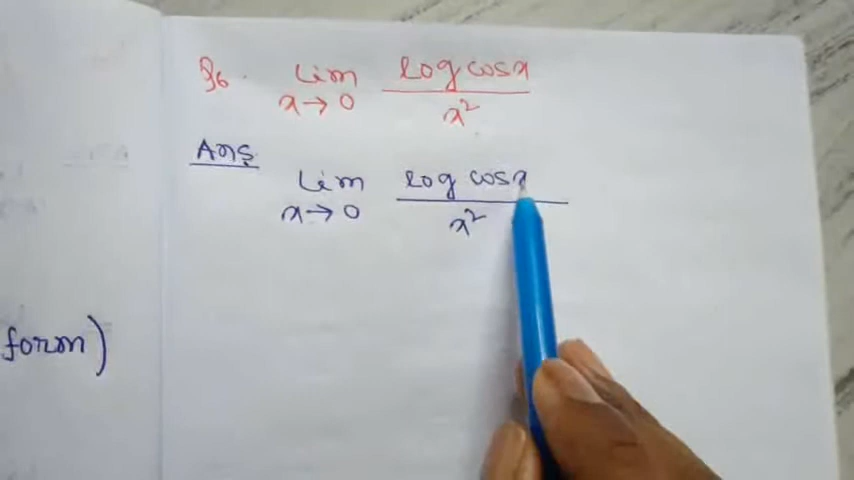 Q6. Lim x→0 log cosx / x²
Ans
Lim x→0 log cosx / x²
form)